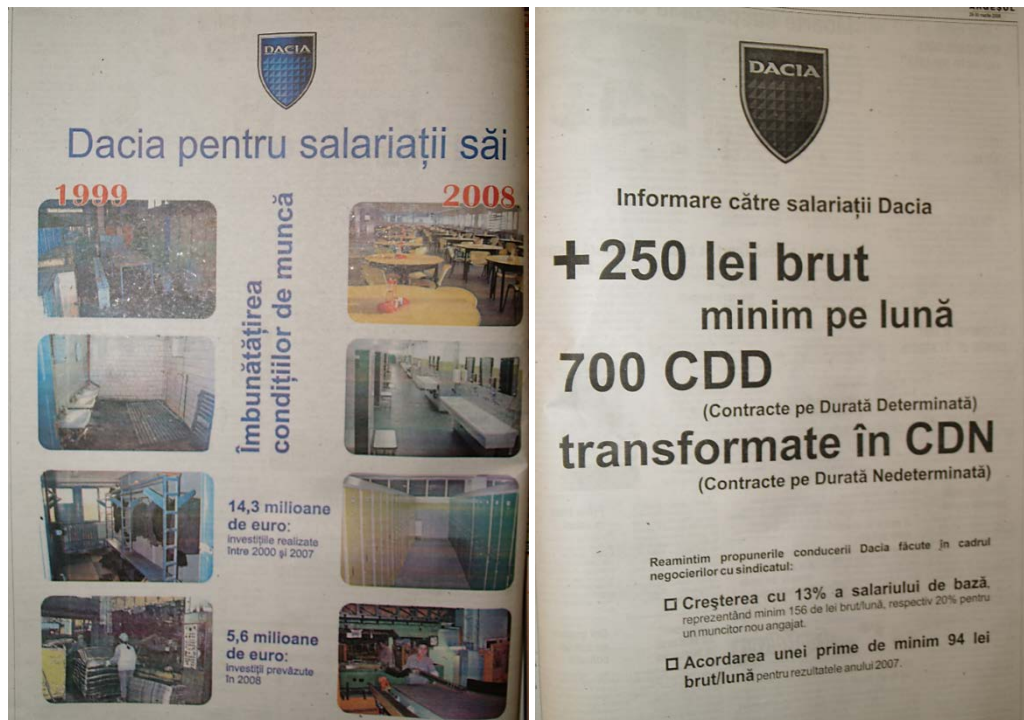 DACIA
Dacia pentru salariații săi
1999
2008
Îmbunătățirea
condițiilor de muncă
14,3 milioane
de euro:
investițiile realizate
între 2000 și 2007
5,6 milioane
de euro:
investiții prevăzute
în 2008
ARGEȘUL
DACIA
Informare către salariații Dacia
+250 lei brut
minim pe lună
700 CDD
(Contracte pe Durată Determinată)
transformate în CDN
(Contracte pe Durată Nedeterminată)
Reamintim propunerile conducerii Dacia făcute în cadrul
negocierilor cu sindicatul:
Creșterea cu 13% a salariului de bază,
reprezentând minim 156 de lei brut/lună, respectiv 20% pentru
un muncitor nou angajat.
Acordarea unei prime de minim 94 lei
brut/lună pentru rezultatele anului 2007.